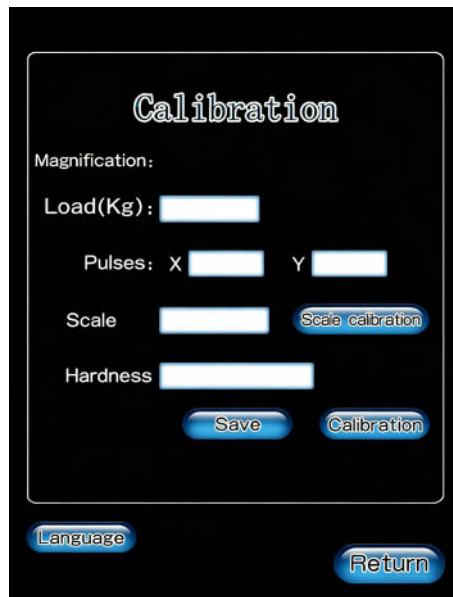 Calibration
Magnification:
Load(Kg):
Pulses: X Y
Scale Scale calibration
Hardness
Save Calibration
Language
Return